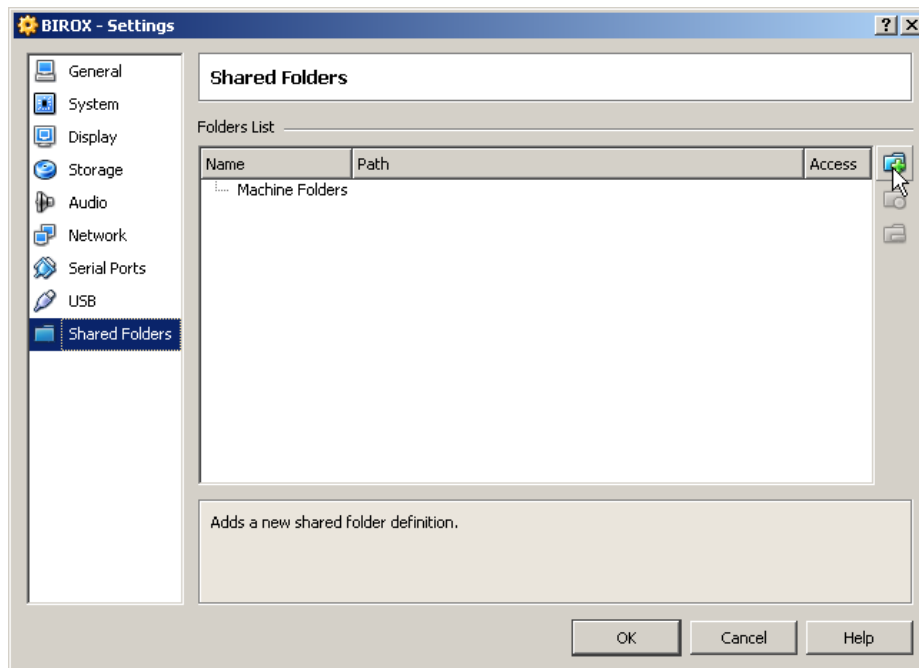 BIROX - Settings
General
System
Display
Storage
Audio
Network
Serial Ports
USB
Shared Folders
Shared Folders
Folders List
Name Path Access
Machine Folders
Adds a new shared folder definition.
OK Cancel Help